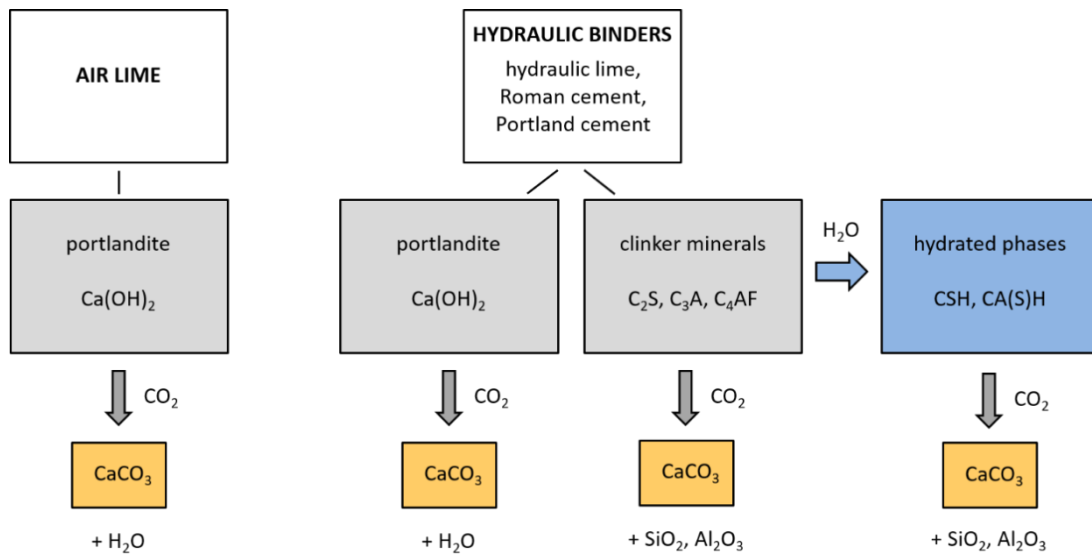 AIR LIME
HYDRAULIC BINDERS
hydraulic lime,
Roman cement,
Portland cement
portlandite
Ca(OH)₂
portlandite
Ca(OH)₂
clinker minerals
C₂S, C₃A, C₄AF
H₂O
hydrated phases
CSH, CA(S)H
CO₂
CO₂
CO₂
CO₂
CaCO₃
CaCO₃
CaCO₃
CaCO₃
+ H₂O
+ H₂O
+ SiO₂, Al₂O₃
+ SiO₂, Al₂O₃